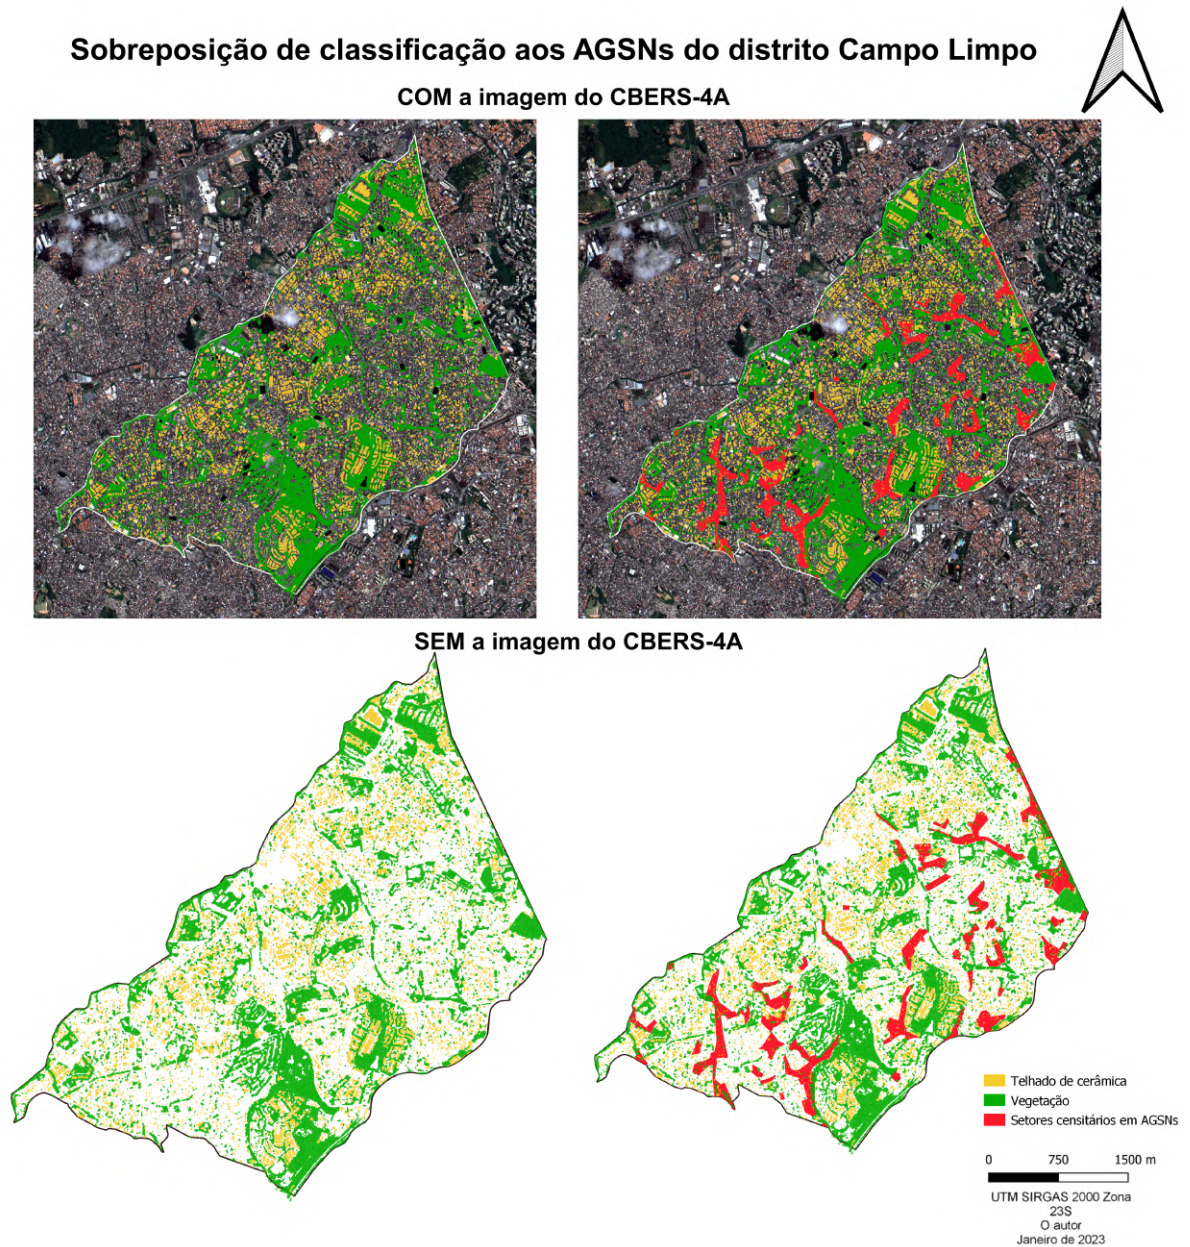 Sobreposição de classificação aos AGSNs do distrito Campo Limpo
COM a imagem do CBERS-4A
SEM a imagem do CBERS-4A
Telhado de cerâmica
Vegetação
Setores censitários em AGSNs
0 750 1500 m
UTM SIRGAS 2000 Zona
23S
O autor
Janeiro de 2023